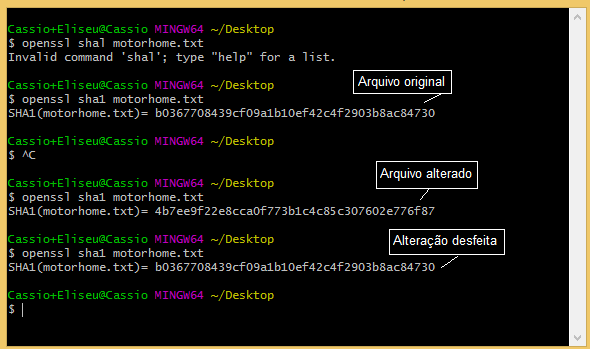 Cassio+Eliseu@Cassio MINGW64 ~/Desktop
$ openssl shal motorhome.txt
Invalid command 'shal'; type "help" for a list.
Arquivo original
Cassio+Eliseu@Cassio MINGW64 ~/Desktop
$ openssl sha1 motorhome.txt
SHA1(motorhome.txt)= b0367708439cf09a1b10ef42c4f2903b8ac84730
Cassio+Eliseu@Cassio MINGW64 ~/Desktop
$ ^C
Arquivo alterado
Cassio+Eliseu@Cassio MINGW64 ~/Desktop
$ openssl sha1 motorhome.txt
SHA1(motorhome.txt)= 4b7ee9f22e8cca0f773b1c4c85c307602e776f87
Alteração desfeita
Cassio+Eliseu@Cassio MINGW64 ~/Desktop
$ openssl sha1 motorhome.txt
SHA1(motorhome.txt)= b0367708439cf09a1b10ef42c4f2903b8ac84730
Cassio+Eliseu@Cassio MINGW64 ~/Desktop
$